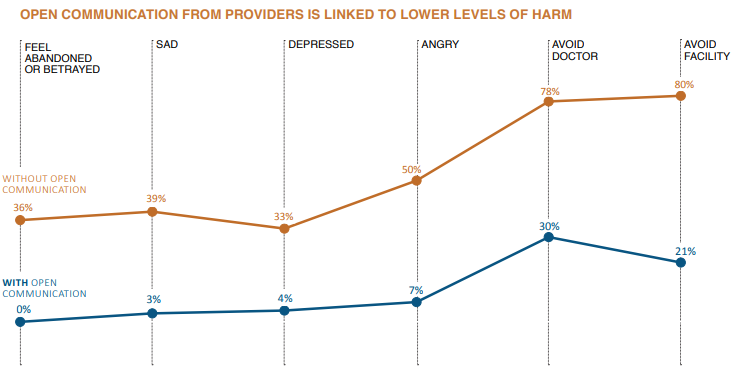 OPEN COMMUNICATION FROM PROVIDERS IS LINKED TO LOWER LEVELS OF HARM
FEEL
ABANDONED
OR BETRAYED
SAD
DEPRESSED
ANGRY
AVOID
DOCTOR
AVOID
FACILITY
WITHOUT OPEN
COMMUNICATION
36%
39%
33%
50%
78%
80%
WITH OPEN
COMMUNICATION
0%
3%
4%
7%
30%
21%